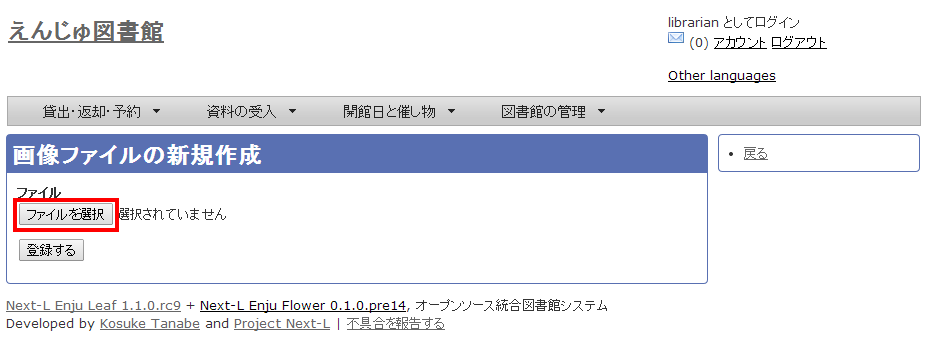 えんじゅ図書館
librarian としてログイン
(0) アカウント ログアウト
Other languages
貸出・返却・予約 資料の受入 開館日と催し物 図書館の管理
画像ファイルの新規作成
戻る
ファイル
ファイルを選択 選択されていません
登録する
Next-L Enju Leaf 1.1.0.rc9 + Next-L Enju Flower 0.1.0.pre14, オープンソース統合図書館システム
Developed by Kosuke Tanabe and Project Next-L | 不具合を報告する